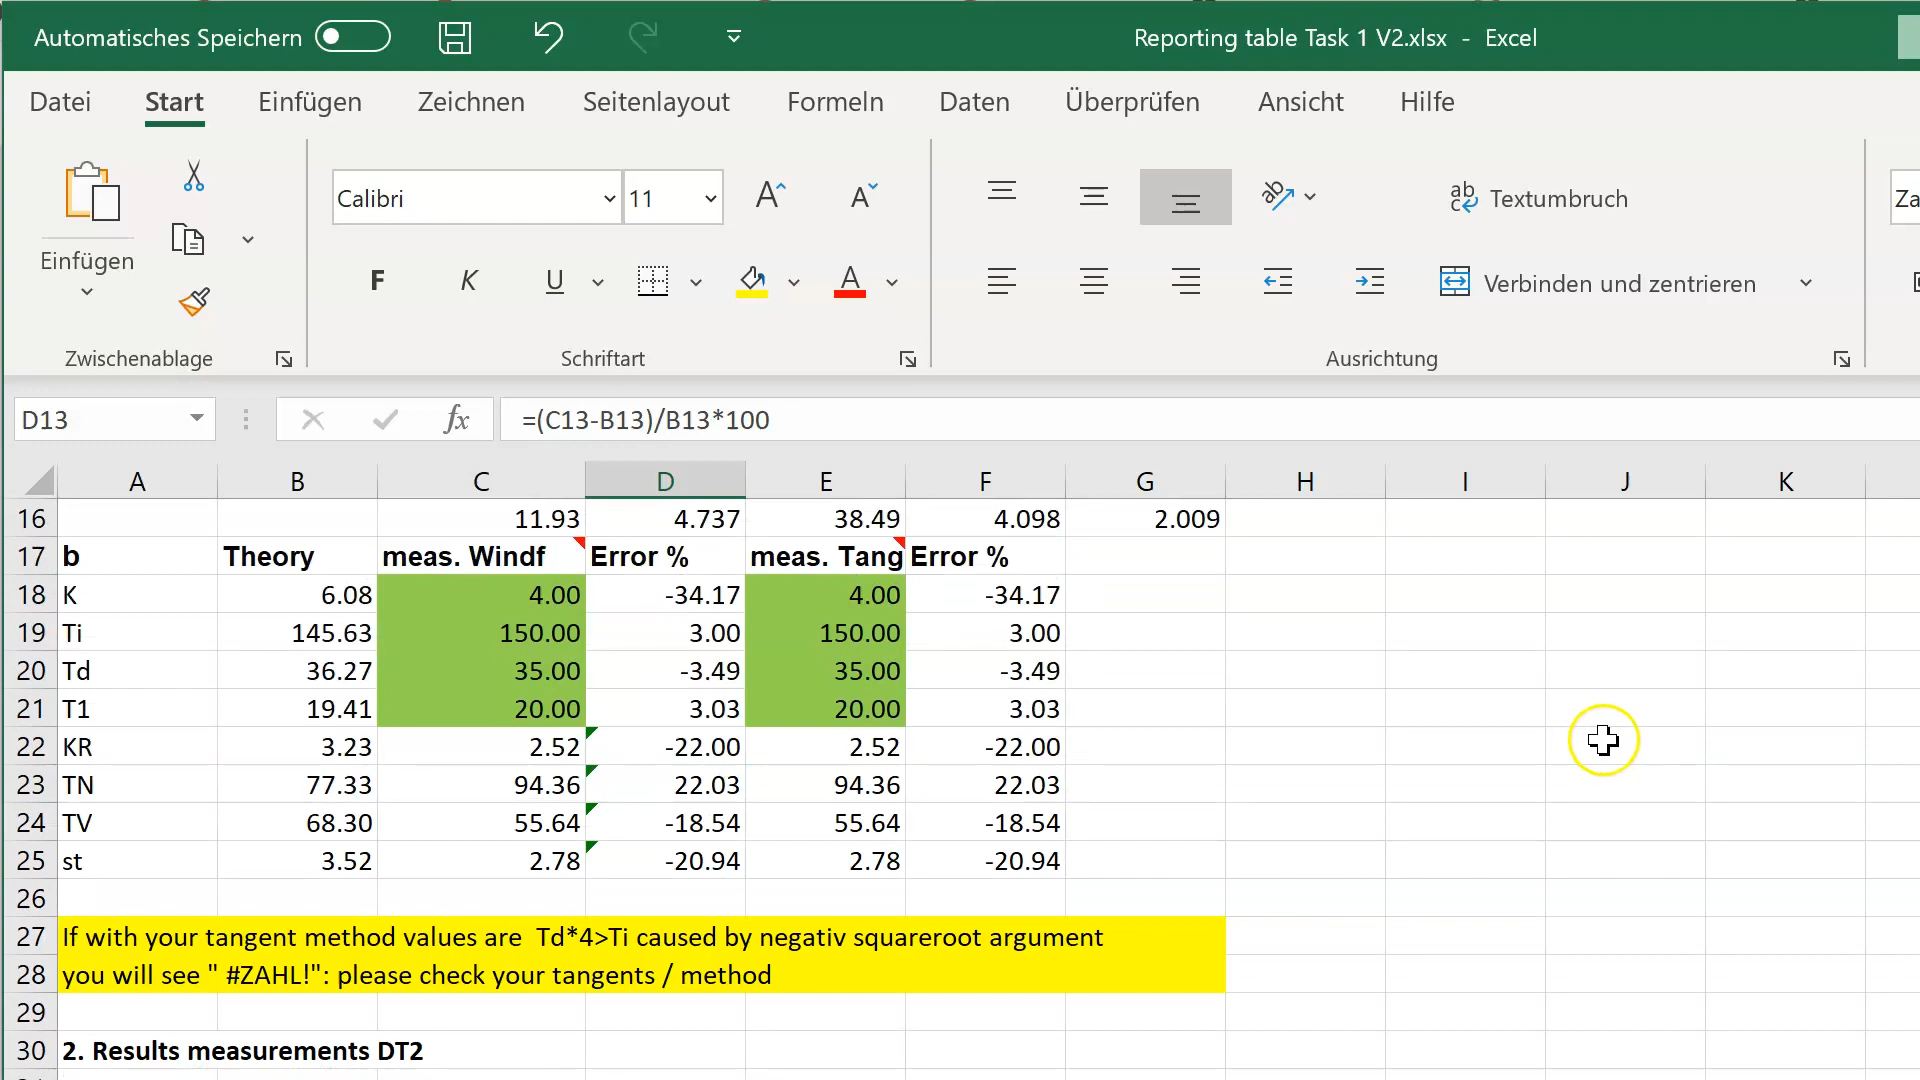 Automatisches Speichern
Reporting table Task 1 V2.xlsx - Excel
Datei Start Einfügen Zeichnen Seitenlayout Formeln Daten Überprüfen Ansicht Hilfe
Einfügen
Calibri 11
Textumbruch
F K U
Verbinden und zentrieren
Zwischenablage Schriftart Ausrichtung
D13 fx =(C13-B13)/B13*100
A B C D E F G H I J K
16 11.93 4.737 38.49 4.098 2.009
17 b Theory meas. Windf Error % meas. Tang Error %
18 K 6.08 4.00 -34.17 4.00 -34.17
19 Ti 145.63 150.00 3.00 150.00 3.00
20 Td 36.27 35.00 -3.49 35.00 -3.49
21 T1 19.41 20.00 3.03 20.00 3.03
22 KR 3.23 2.52 -22.00 2.52 -22.00
23 TN 77.33 94.36 22.03 94.36 22.03
24 TV 68.30 55.64 -18.54 55.64 -18.54
25 st 3.52 2.78 -20.94 2.78 -20.94
26
27 If with your tangent method values are Td*4>Ti caused by negativ squareroot argument
28 you will see " #ZAHL!": please check your tangents / method
29
30 2. Results measurements DT2